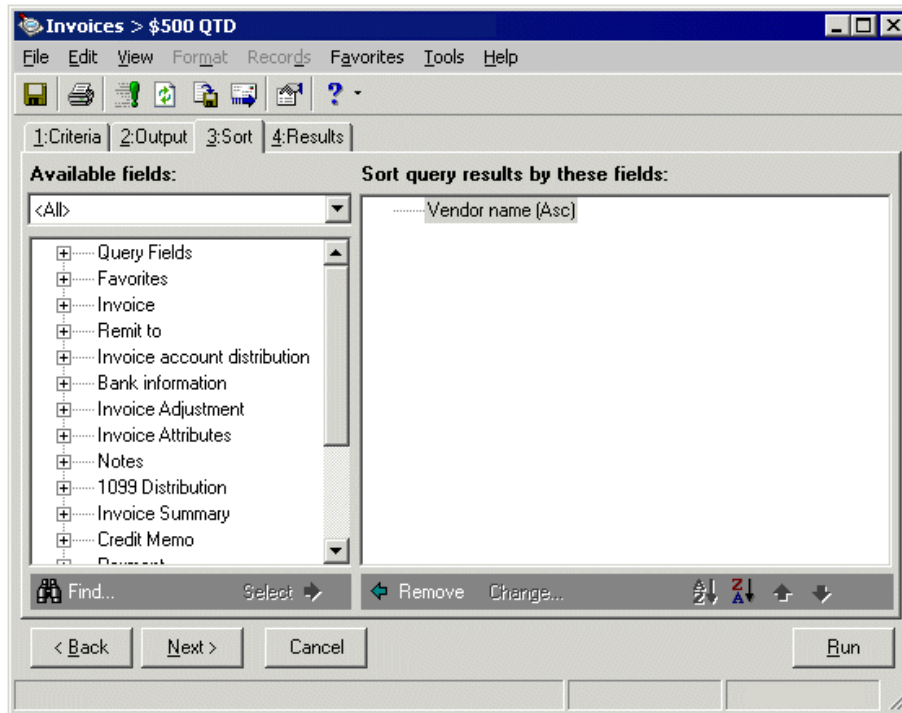 Invoices > $500 QTD
File Edit View Format Records Favorites Tools Help
1:Criteria 2:Output 3:Sort 4:Results
Available fields:
<All>
Query Fields
Favorites
Invoice
Remit to
Invoice account distribution
Bank information
Invoice Adjustment
Invoice Attributes
Notes
1099 Distribution
Invoice Summary
Credit Memo
Payment
Find... Select
Sort query results by these fields:
Vendor name (Asc)
Remove Change...
< Back Next > Cancel Run